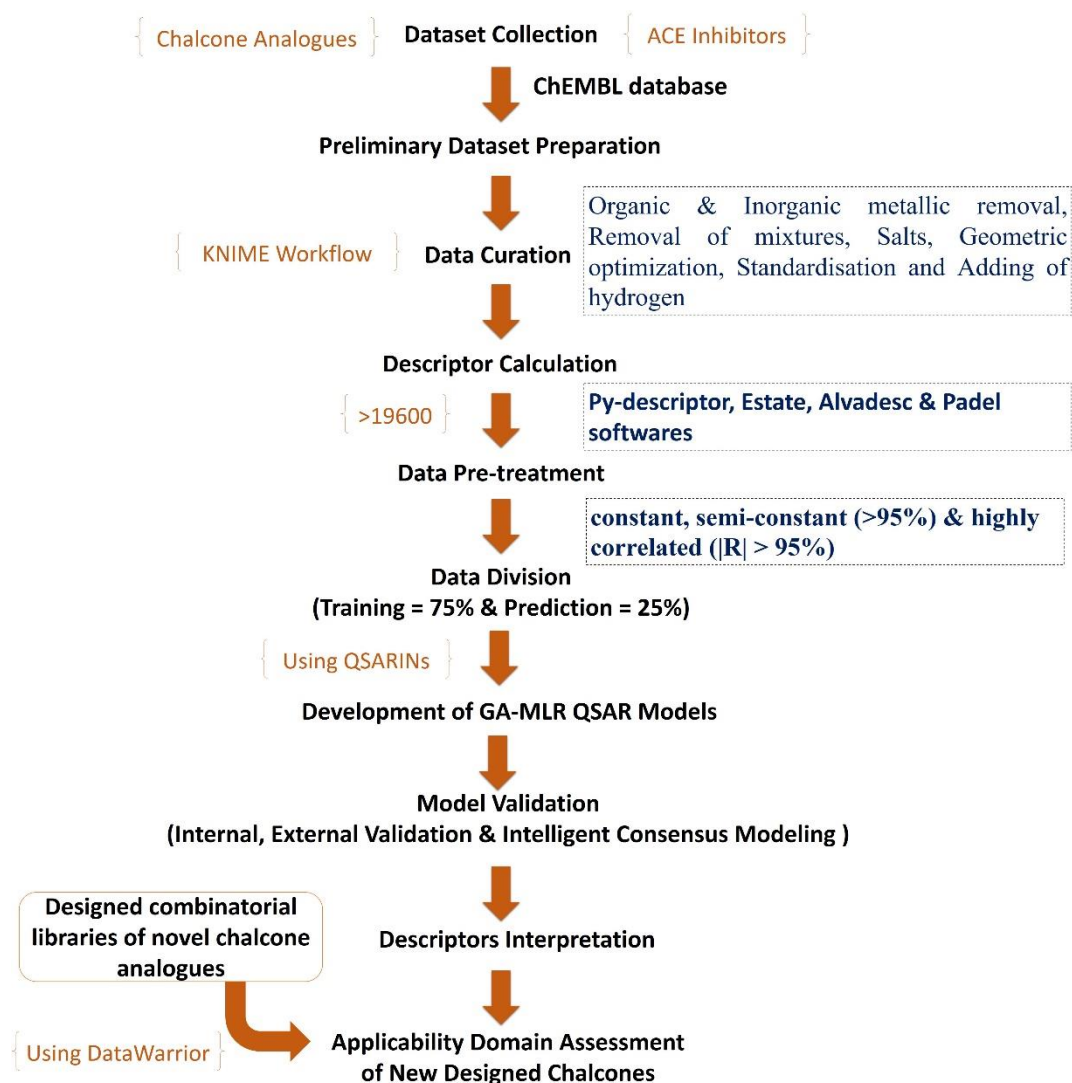 Chalcone Analogues
Dataset Collection
ACE Inhibitors
ChEMBL database
Preliminary Dataset Preparation
KNIME Workflow
Data Curation
Organic & Inorganic metallic removal,
Removal of mixtures, Salts, Geometric
optimization, Standardisation and Adding of
hydrogen
Descriptor Calculation
>19600
Py-descriptor, Estate, Alvadesc & Padel
softwares
Data Pre-treatment
constant, semi-constant (>95%) & highly
correlated (|R| > 95%)
Data Division
(Training = 75% & Prediction = 25%)
Using QSARINs
Development of GA-MLR QSAR Models
Model Validation
(Internal, External Validation & Intelligent Consensus Modeling )
Designed combinatorial
libraries of novel chalcone
analogues
Descriptors Interpretation
Using DataWarrior
Applicability Domain Assessment
of New Designed Chalcones